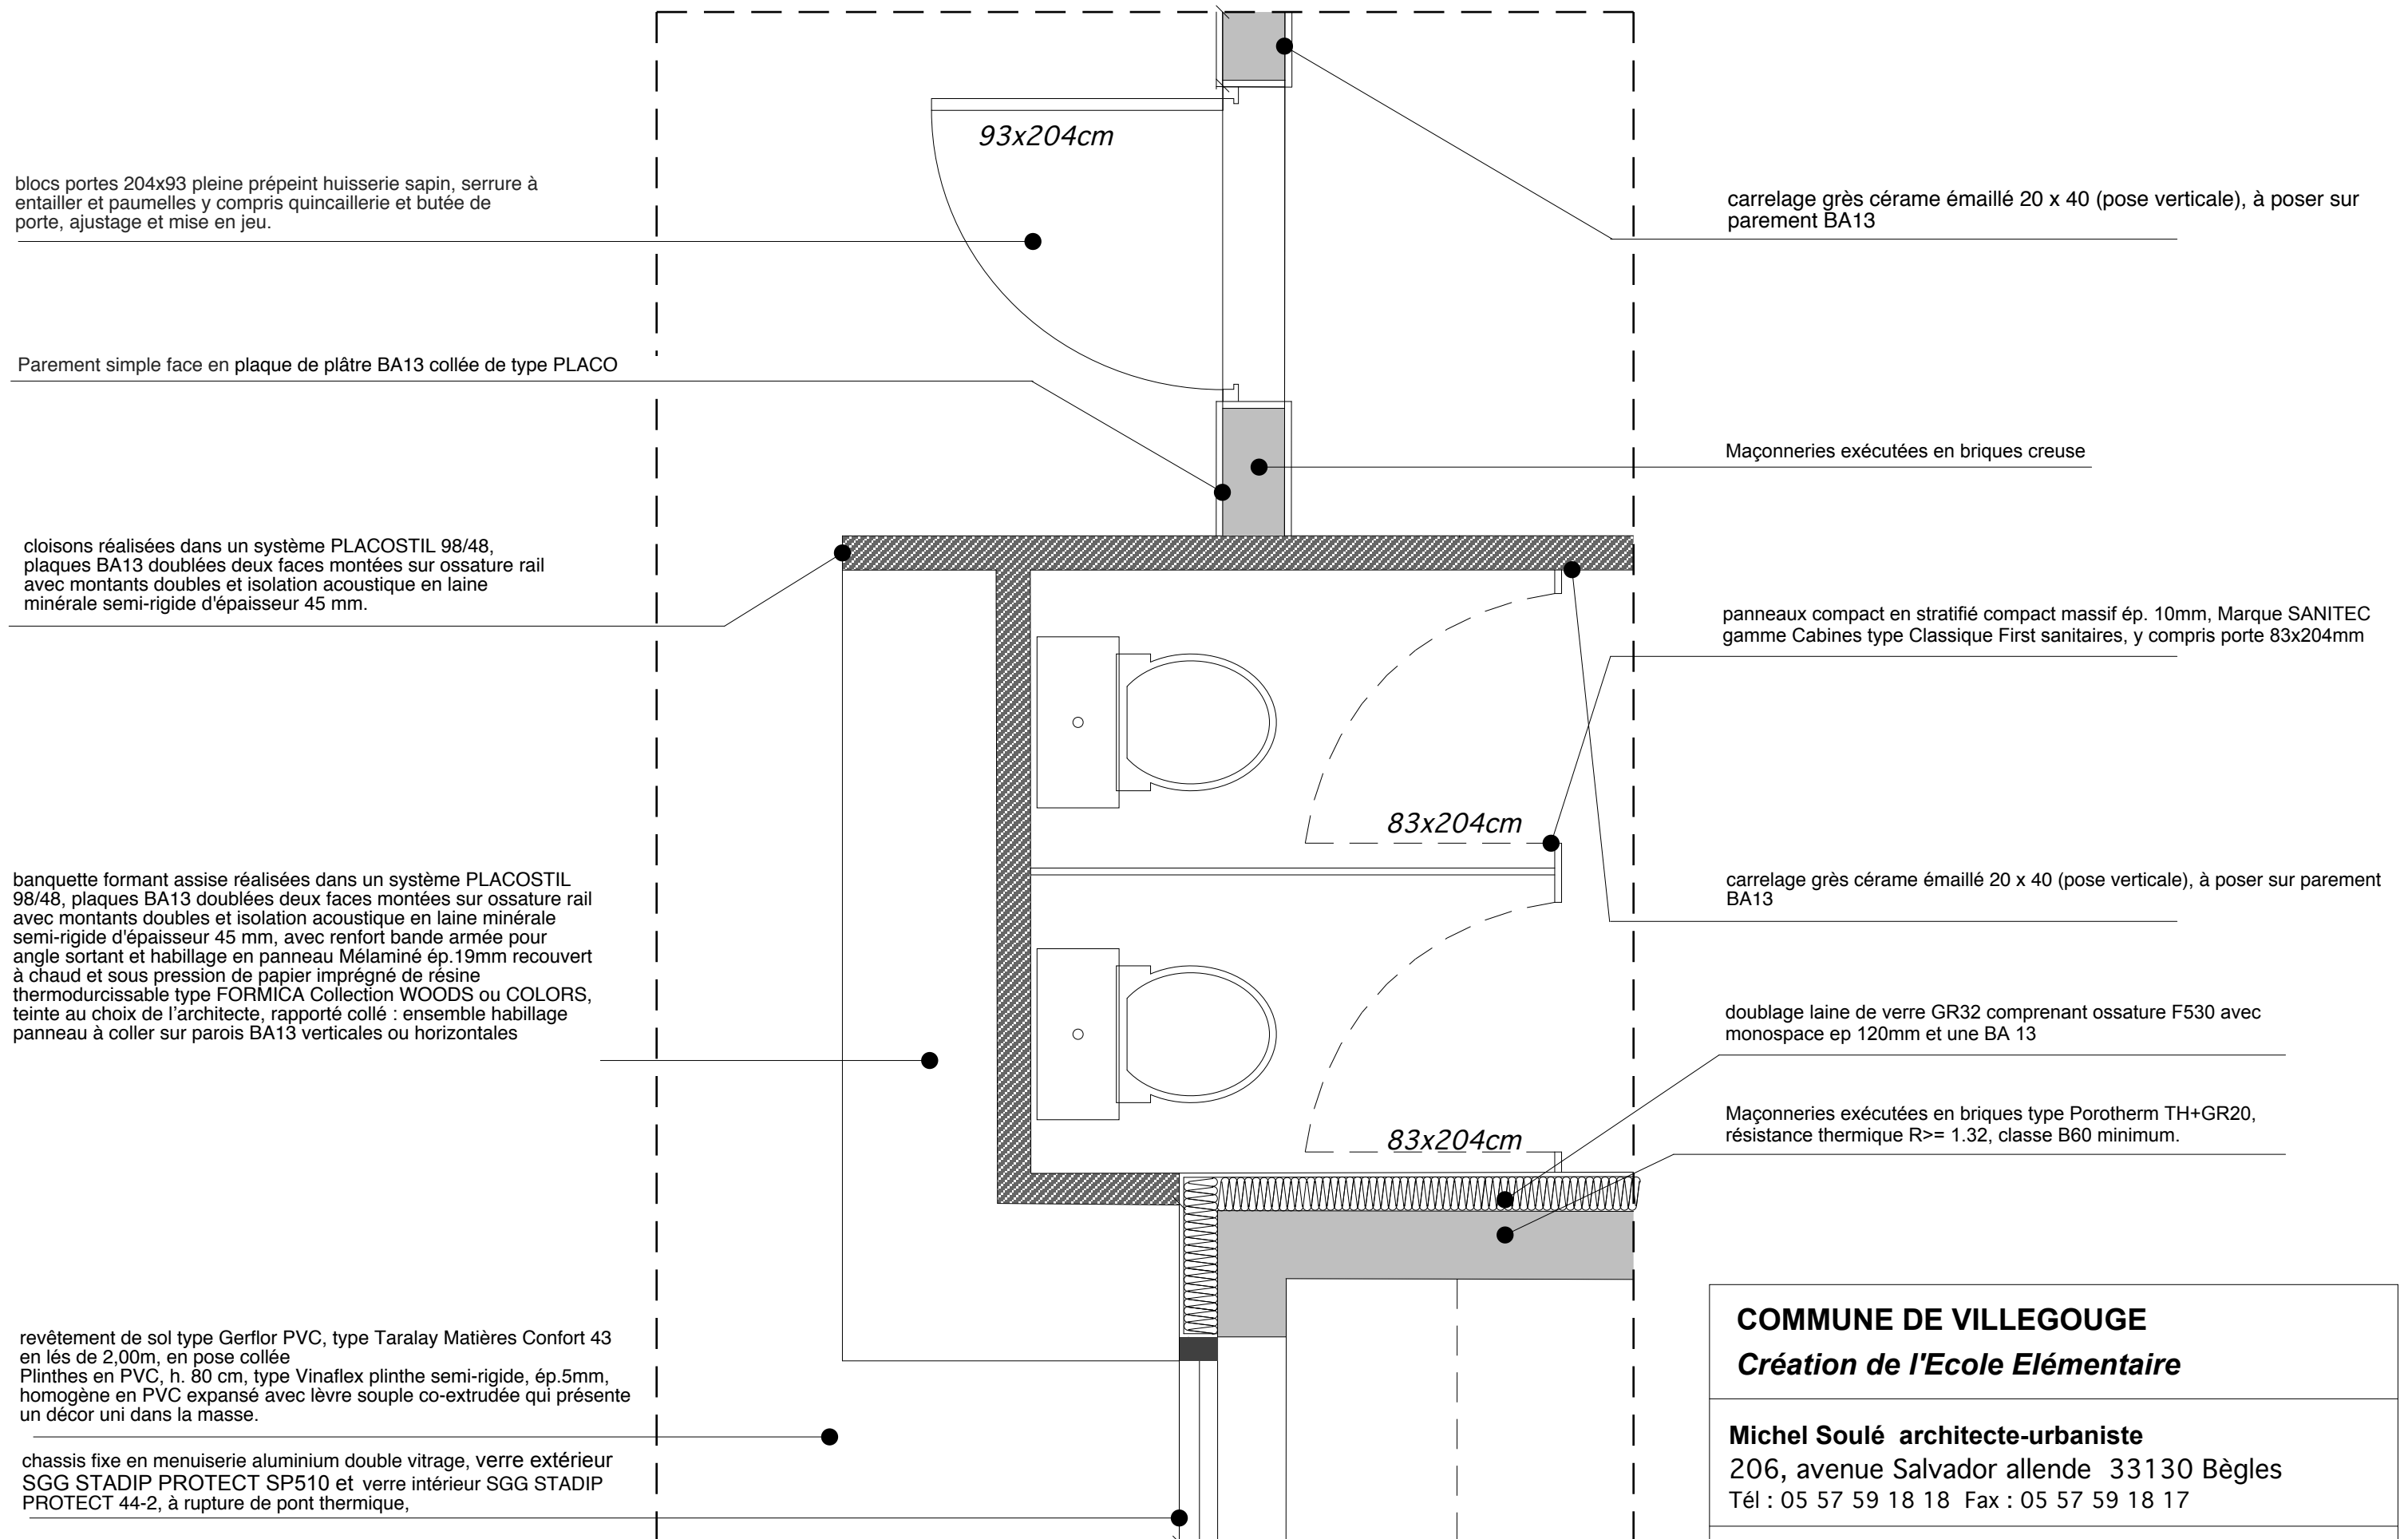 93x204cm
blocs portes 204x93 pleine prépeint huisserie sapin, serrure à
entailler et paumelles y compris quincaillerie et butée de
porte, ajustage et mise en jeu.
carrelage grès cérame émaillé 20 x 40 (pose verticale), à poser sur
parement BA13
Parement simple face en plaque de plâtre BA13 collée de type PLACO
Maçonneries exécutées en briques creuse
cloisons réalisées dans un système PLACOSTIL 98/48,
plaques BA13 doublées deux faces montées sur ossature rail
avec montants doubles et isolation acoustique en laine
minérale semi-rigide d'épaisseur 45 mm.
panneaux compact en stratifié compact massif ép. 10mm, Marque SANITEC
gamme Cabines type Classique First sanitaires, y compris porte 83x204mm
83x204cm
banquette formant assise réalisées dans un système PLACOSTIL
98/48, plaques BA13 doublées deux faces montées sur ossature rail
avec montants doubles et isolation acoustique en laine minérale
semi-rigide d'épaisseur 45 mm, avec renfort bande armée pour
angle sortant et habillage en panneau Mélaminé ép.19mm recouvert
à chaud et sous pression de papier imprégné de résine
thermodurcissable type FORMICA Collection WOODS ou COLORS,
teinte au choix de l'architecte, rapporté collé : ensemble habillage
panneau à coller sur parois BA13 verticales ou horizontales
carrelage grès cérame émaillé 20 x 40 (pose verticale), à poser sur parement
BA13
doublage laine de verre GR32 comprenant ossature F530 avec
monospace ep 120mm et une BA 13
Maçonneries exécutées en briques type Porotherm TH+GR20,
résistance thermique R>= 1.32, classe B60 minimum.
83x204cm
revêtement de sol type Gerflor PVC, type Taralay Matières Confort 43
en lés de 2,00m, en pose collée
Plinthes en PVC, h. 80 cm, type Vinaflex plinthe semi-rigide, ép.5mm,
homogène en PVC expansé avec lèvre souple co-extrudée qui présente
un décor uni dans la masse.
chassis fixe en menuiserie aluminium double vitrage, verre extérieur
SGG STADIP PROTECT SP510 et verre intérieur SGG STADIP
PROTECT 44-2, à rupture de pont thermique,
COMMUNE DE VILLEGOUGE
Création de l'Ecole Elémentaire
Michel Soulé architecte-urbaniste
206, avenue Salvador allende 33130 Bègles
Tél : 05 57 59 18 18 Fax : 05 57 59 18 17